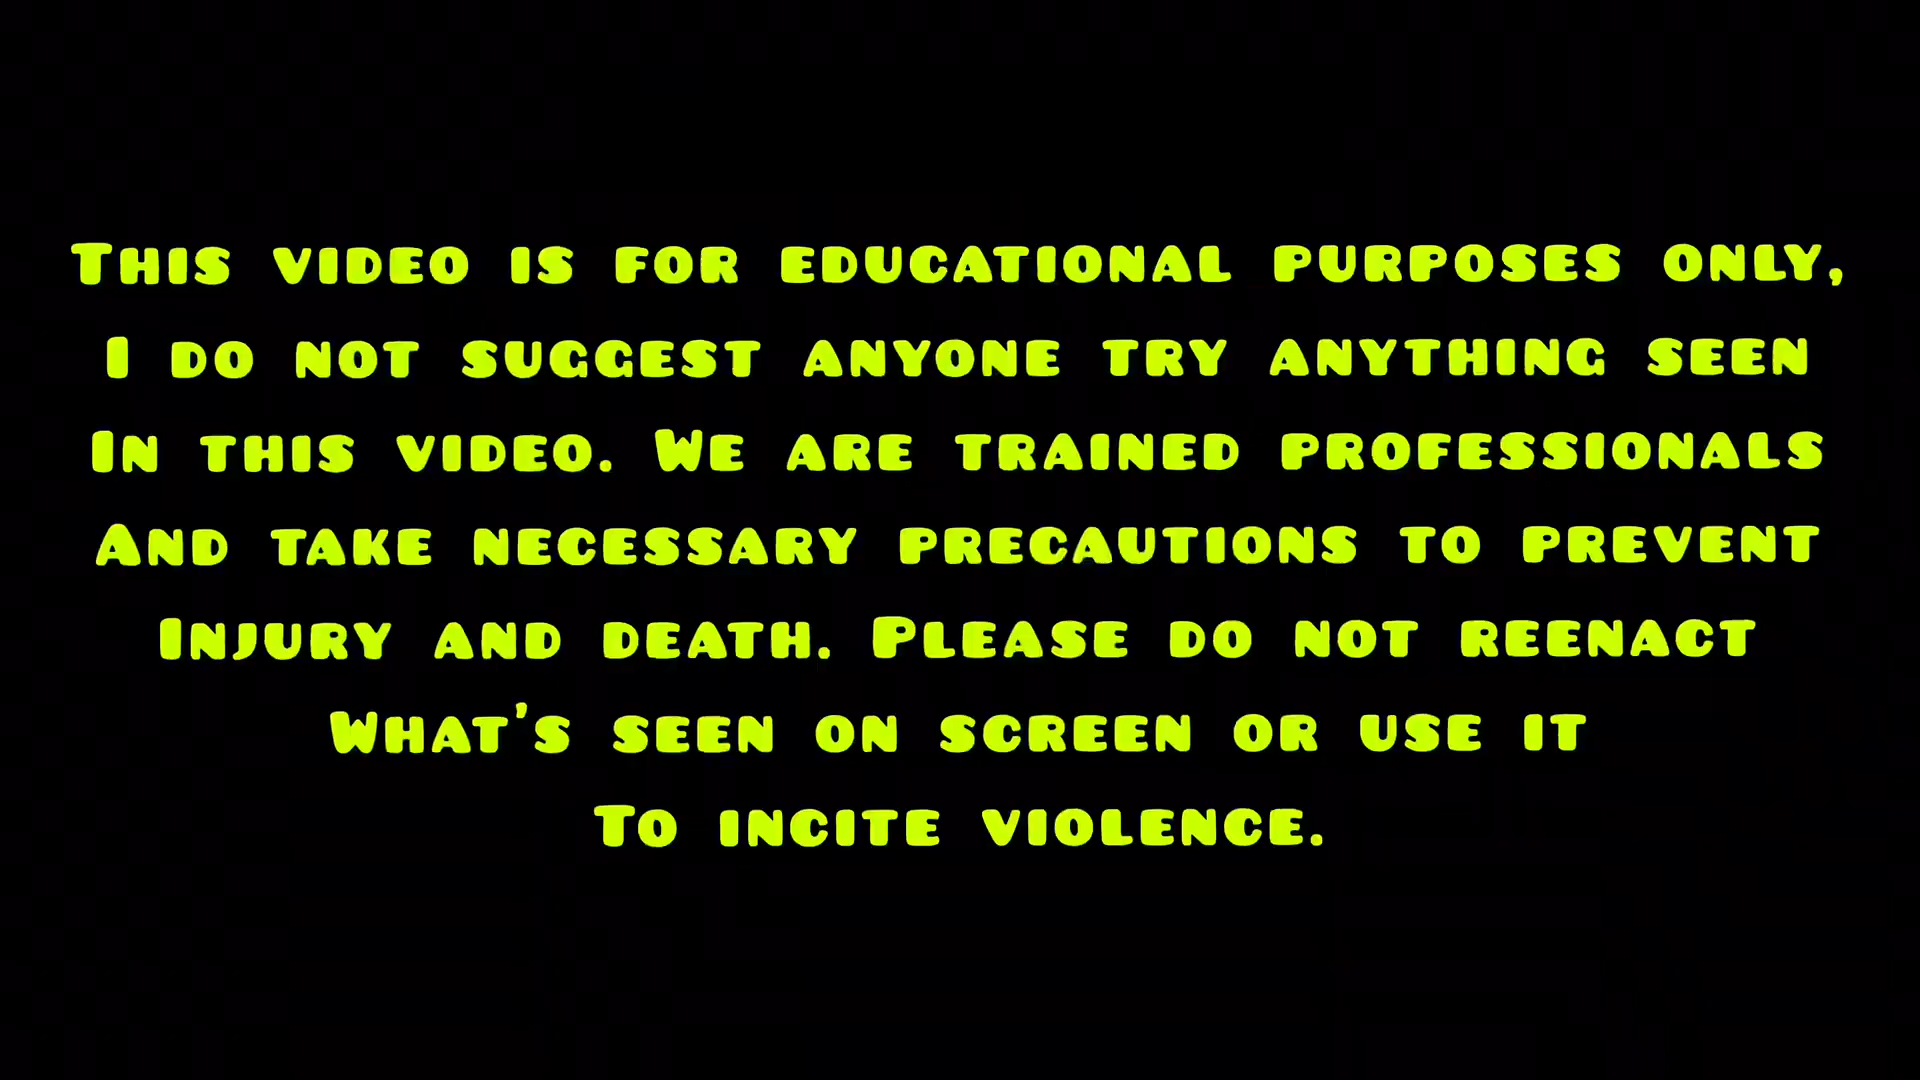 This video is for educational purposes only,
I do not suggest anyone try anything seen
In this video. We are trained professionals
And take necessary precautions to prevent
Injury and death. Please do not reenact
What's seen on screen or use it
To incite violence.